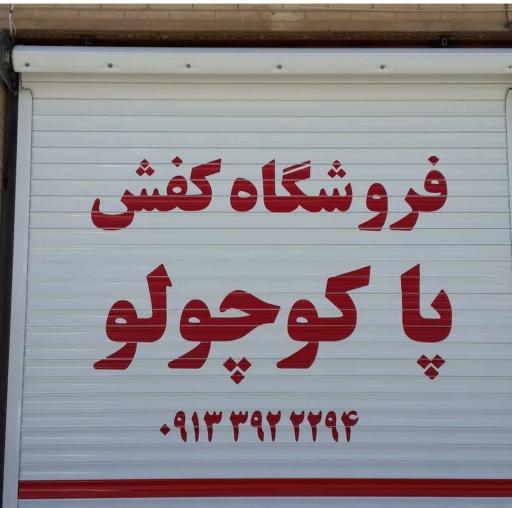 فروشگاه کفش
پا کوچولو
۰۹۱۳ ۳۹۲ ۲۲۹۴